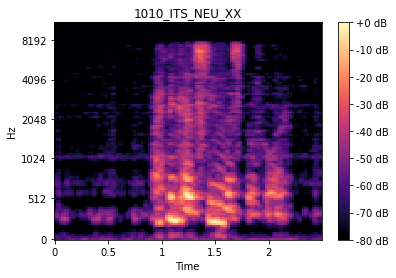 1010_ITS_NEU_XX
+0 dB
8192
-10 dB
4096
-20 dB
-30 dB
2048
Hz
-40 dB
1024
-50 dB
512
-60 dB
-70 dB
0
-80 dB
0 0.5 1 1.5 2
Time